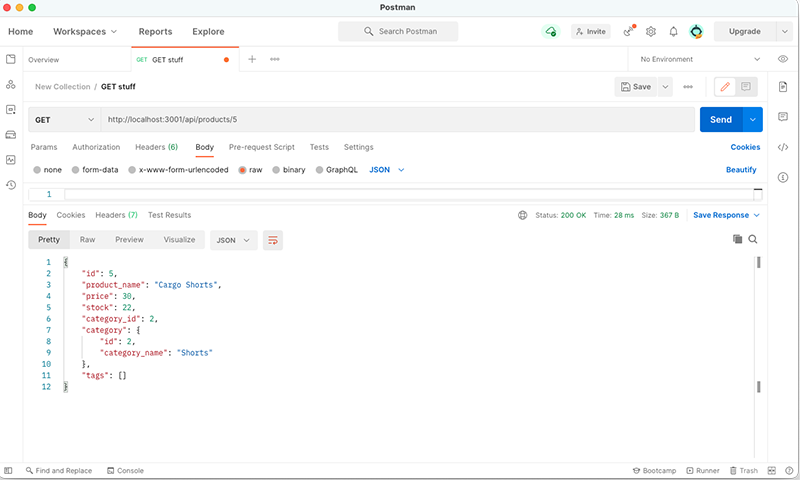 Postman
Home Workspaces Reports Explore Search Postman Invite Upgrade
Overview GET GET stuff No Environment
New Collection / GET stuff Save
GET http://localhost:3001/api/products/5 Send
Params Authorization Headers (6) Body Pre-request Script Tests Settings Cookies
none form-data x-www-form-urlencoded raw binary GraphQL JSON Beautify
1
Body Cookies Headers (7) Test Results Status: 200 OK Time: 28 ms Size: 367 B Save Response
Pretty Raw Preview Visualize JSON
1 {
2 "id": 5,
3 "product_name": "Cargo Shorts",
4 "price": 30,
5 "stock": 22,
6 "category_id": 2,
7 "category": {
8 "id": 2,
9 "category_name": "Shorts"
10 },
11 "tags": []
12 }
Find and Replace Console Bootcamp Runner Trash